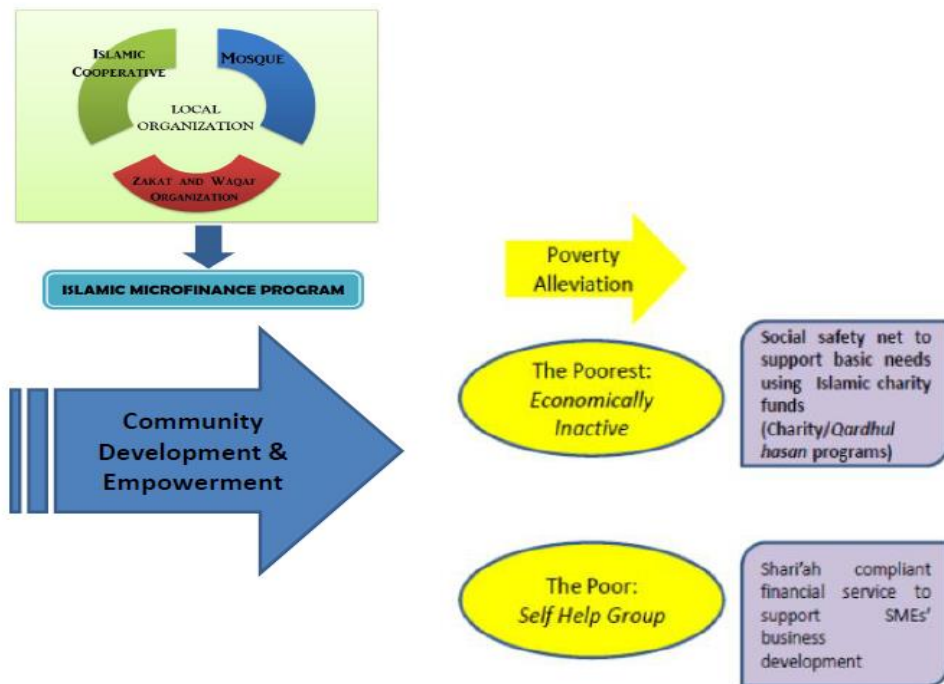 ISLAMIC
COOPERATIVE
MOSQUE
LOCAL
ORGANIZATION
ZAKAT AND WAQAF
ORGANIZATION
ISLAMIC MICROFINANCE PROGRAM
Community
Development &
Empowerment
Poverty
Alleviation
The Poorest:
Economically
Inactive
Social safety net to
support basic needs
using Islamic charity
funds
(Charity/Qardhul
hasan programs)
The Poor:
Self Help Group
Shari'ah compliant
financial service to
support SMEs'
business
development